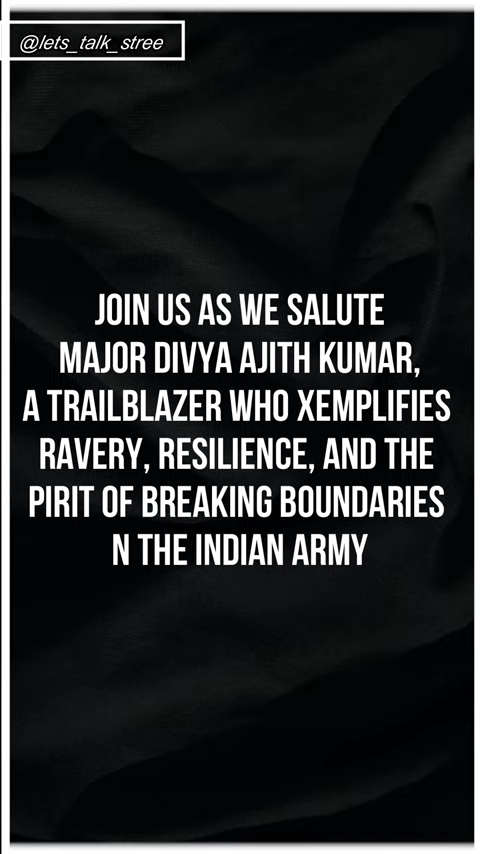 @lets_talk_stree
JOIN US AS WE SALUTE
MAJOR DIVYA AJITH KUMAR,
A TRAILBLAZER WHO XEMPLIFIES
RAVERY, RESILIENCE, AND THE
PIRIT OF BREAKING BOUNDARIES
N THE INDIAN ARMY